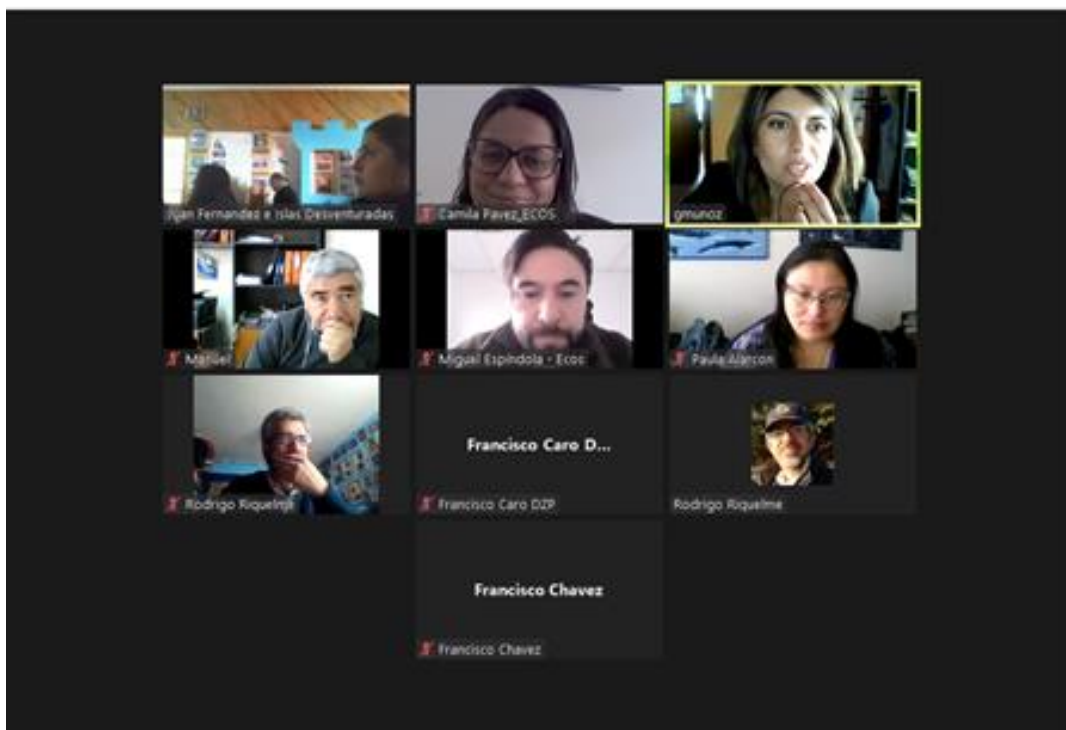 Juan Fernandez e Islas Desventuradas
Camila Pavez_ECOS
gmunoz
Manuel
Miguel Espindola - Ecos
Paula Alarcon
Rodrigo Riquelme
Francisco Caro D...
Francisco Caro DZP
Rodrigo Riquelme
Francisco Chavez
Francisco Chavez